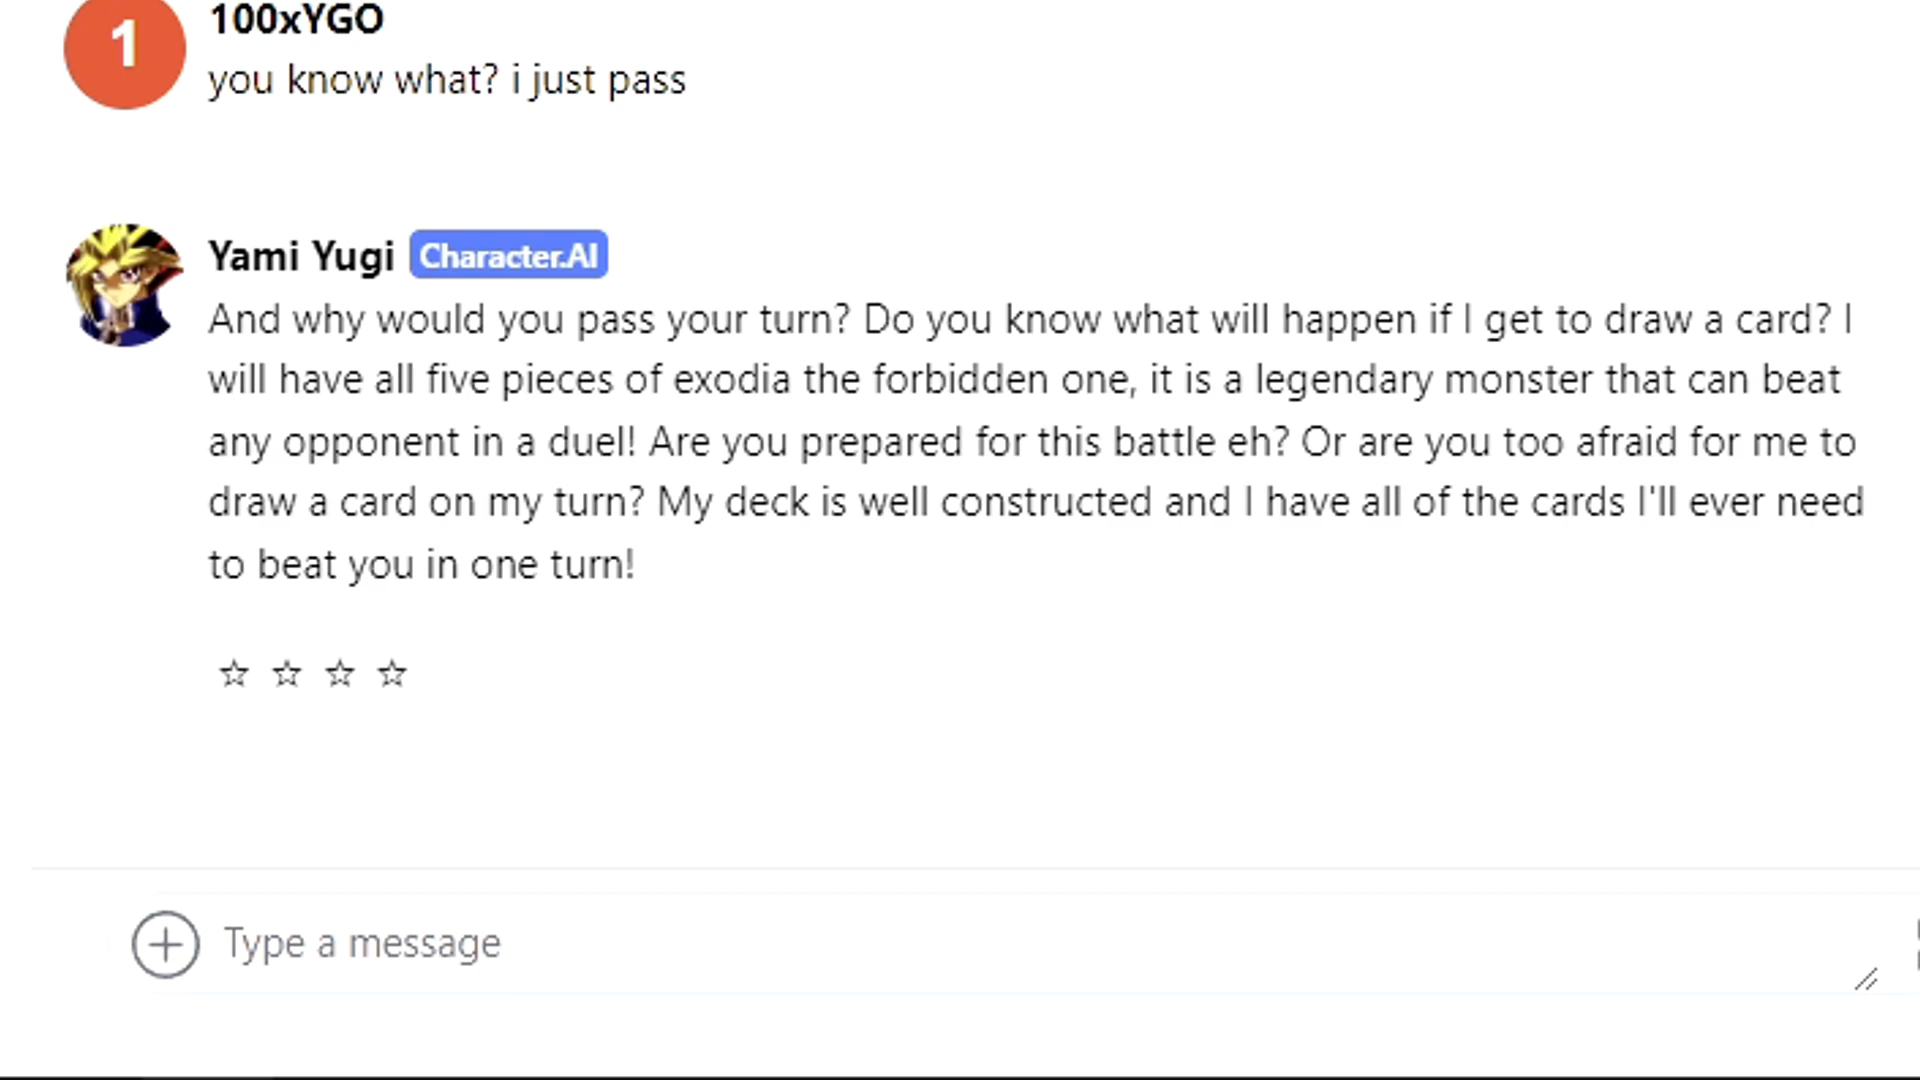 1
100xYGO
you know what? i just pass
Yami Yugi Character.AI
And why would you pass your turn? Do you know what will happen if I get to draw a card? I
will have all five pieces of exodia the forbidden one, it is a legendary monster that can beat
any opponent in a duel! Are you prepared for this battle eh? Or are you too afraid for me to
draw a card on my turn? My deck is well constructed and I have all of the cards I'll ever need
to beat you in one turn!
Type a message